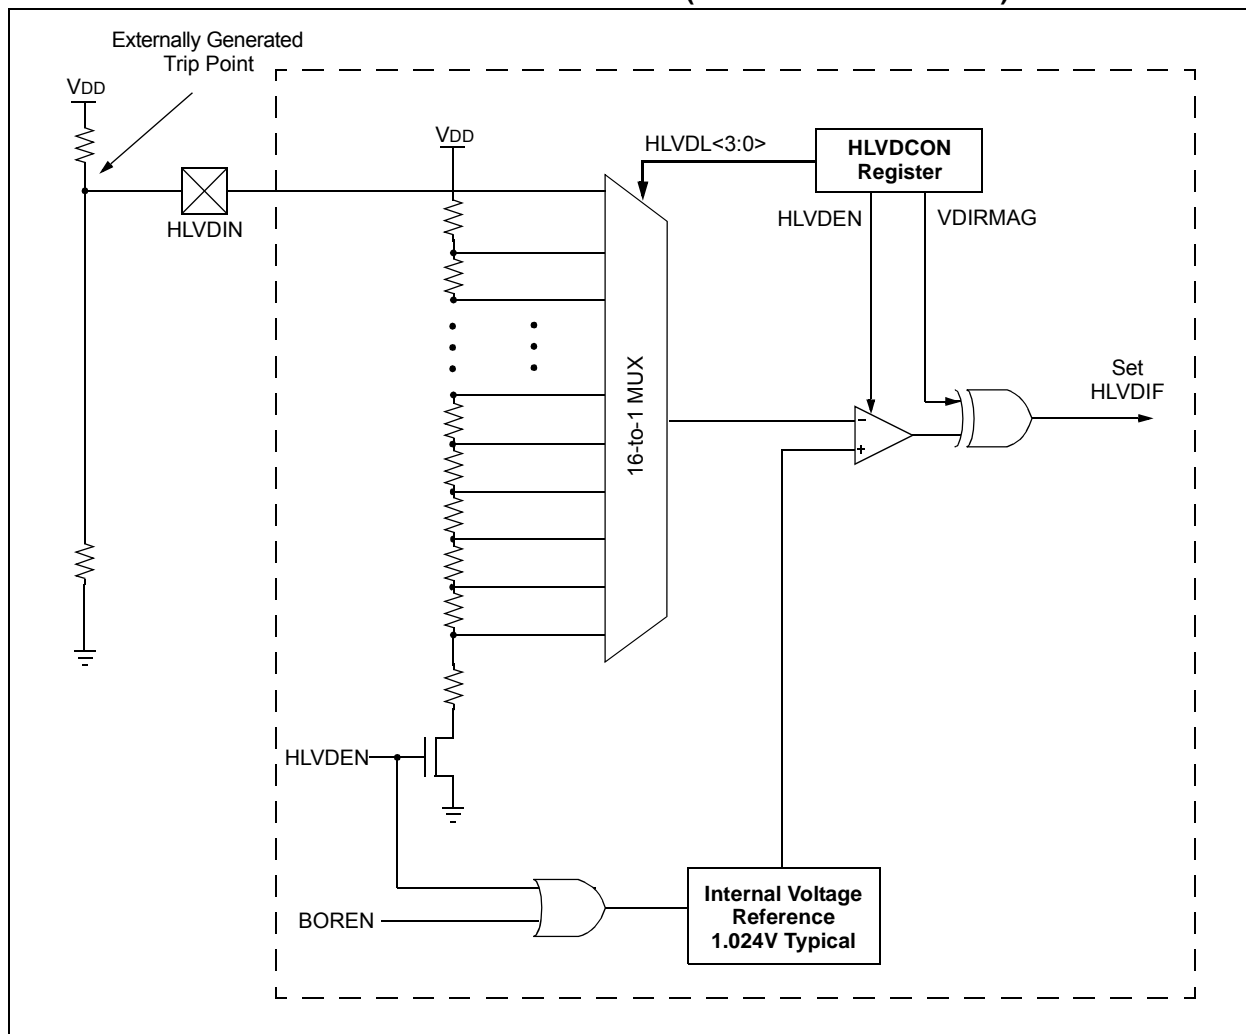 Externally Generated
Trip Point
VDD
VDD
HLVDL<3:0>
HLVDCON
Register
HLVDIN
HLVDEN
VDIRMAG
16-to-1 MUX
Set
HLVDIF
–
+
HLVDEN
BOREN
Internal Voltage
Reference
1.024V Typical